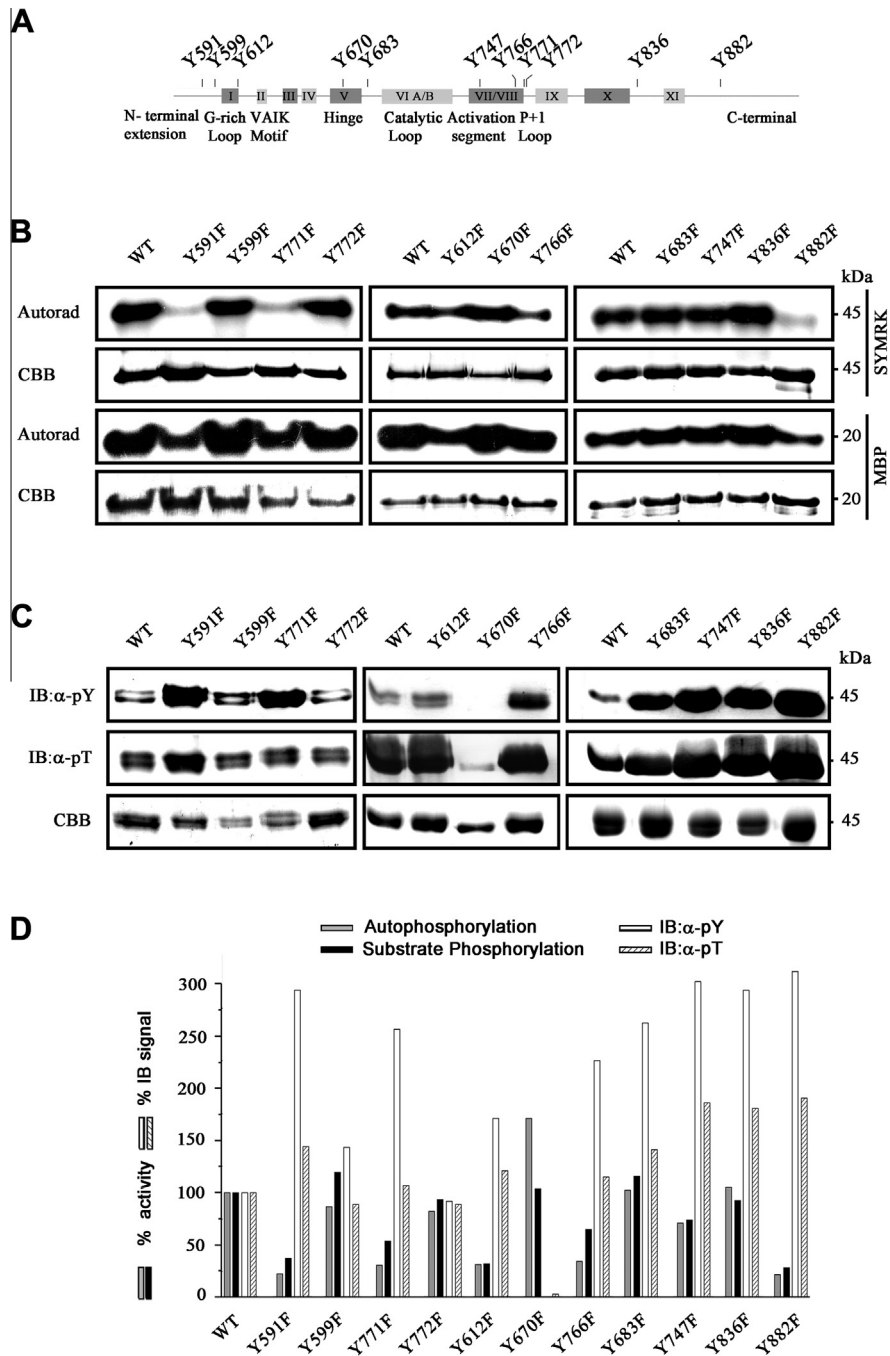 A
Y591 Y599 Y612 Y670 Y683 Y747 Y766 Y771 Y772 Y836 Y882
I II III IV V VI A/B VII/VIII IX X XI
N- terminal G-rich VAIK Hinge Catalytic Activation P+1 C-terminal
extension Loop Motif Loop segment Loop
B
WT Y591F Y599F Y771F Y772F WT Y612F Y670F Y766F WT Y683F Y747F Y836F Y882F
kDa
Autorad 45
CBB 45
SYMRK
Autorad 20
CBB 20
MBP
C
WT Y591F Y599F Y771F Y772F WT Y612F Y670F Y766F WT Y683F Y747F Y836F Y882F
kDa
IB:α-pY 45
IB:α-pT 45
CBB 45
D
Autophosphorylation IB:α-pY
Substrate Phosphorylation IB:α-pT
% activity % IB signal
300
250
200
150
100
50
0
WT Y591F Y599F Y771F Y772F Y612F Y670F Y766F Y683F Y747F Y836F Y882F